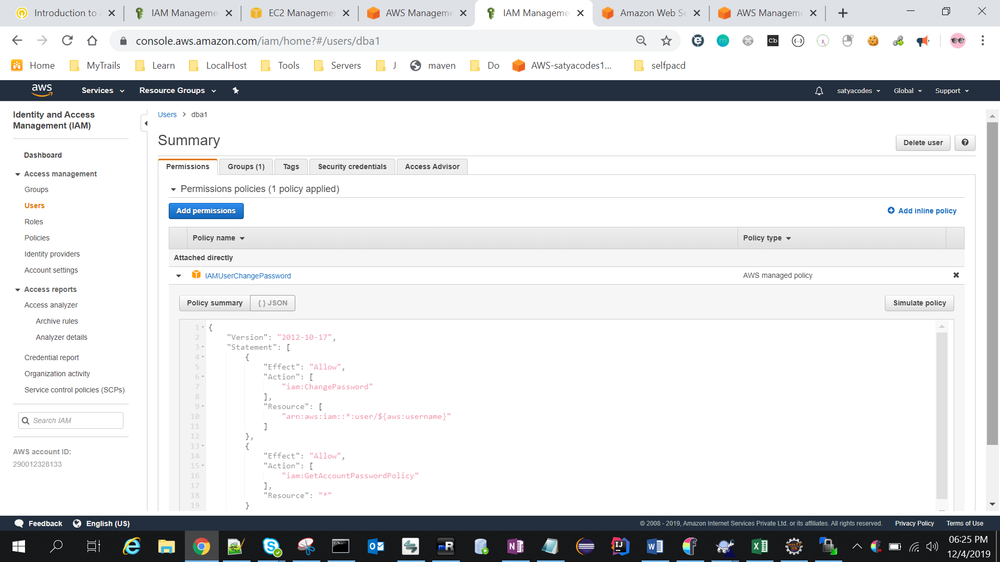 Introduction to
IAM Manageme
EC2 Managemen
AWS Manageme
IAM Manageme
Amazon Web Se
AWS Manageme
console.aws.amazon.com/iam/home?#/users/dba1
Home
MyTrails
Learn
LocalHost
Tools
Servers
J
maven
Do
AWS-satyacodes1...
selfpacd
aws
Services
Resource Groups
satyacodes
Global
Support
Identity and Access
Management (IAM)
Dashboard
Access management
Groups
Users
Roles
Policies
Identity providers
Account settings
Access reports
Access analyzer
Archive rules
Analyzer details
Credential report
Organization activity
Service control policies (SCPs)
Search IAM
AWS account ID:
290012328133
Users > dba1
Summary
Delete user
Permissions
Groups (1)
Tags
Security credentials
Access Advisor
Permissions policies (1 policy applied)
Add permissions
Add inline policy
Policy name
Policy type
Attached directly
IAMUserChangePassword
AWS managed policy
Policy summary
{ } JSON
Simulate policy
1 {
2 "Version": "2012-10-17",
3 "Statement": [
4 {
5 "Effect": "Allow",
6 "Action": [
7 "iam:ChangePassword"
8 ],
9 "Resource": [
10 "arn:aws:iam::*:user/${aws:username}"
11 ]
12 },
13 {
14 "Effect": "Allow",
15 "Action": [
16 "iam:GetAccountPasswordPolicy"
17 ],
18 "Resource": "*"
19 }
Feedback
English (US)
© 2008 - 2019, Amazon Internet Services Private Ltd. or its affiliates. All rights reserved.
Privacy Policy
Terms of Use
06:25 PM
12/4/2019